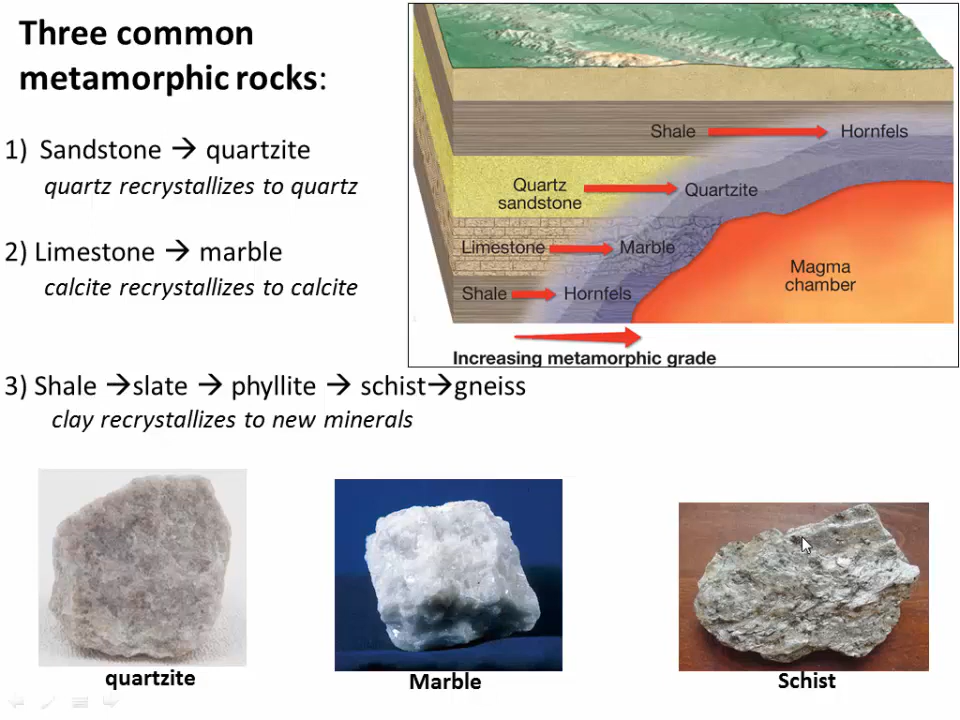 Three common
metamorphic rocks:
1) Sandstone → quartzite
quartz recrystallizes to quartz
2) Limestone → marble
calcite recrystallizes to calcite
3) Shale →slate → phyllite → schist→gneiss
clay recrystallizes to new minerals
Shale
Hornfels
Quartz
sandstone
Quartzite
Limestone
Marble
Shale
Hornfels
Magma
chamber
Increasing metamorphic grade
quartzite
Marble
Schist